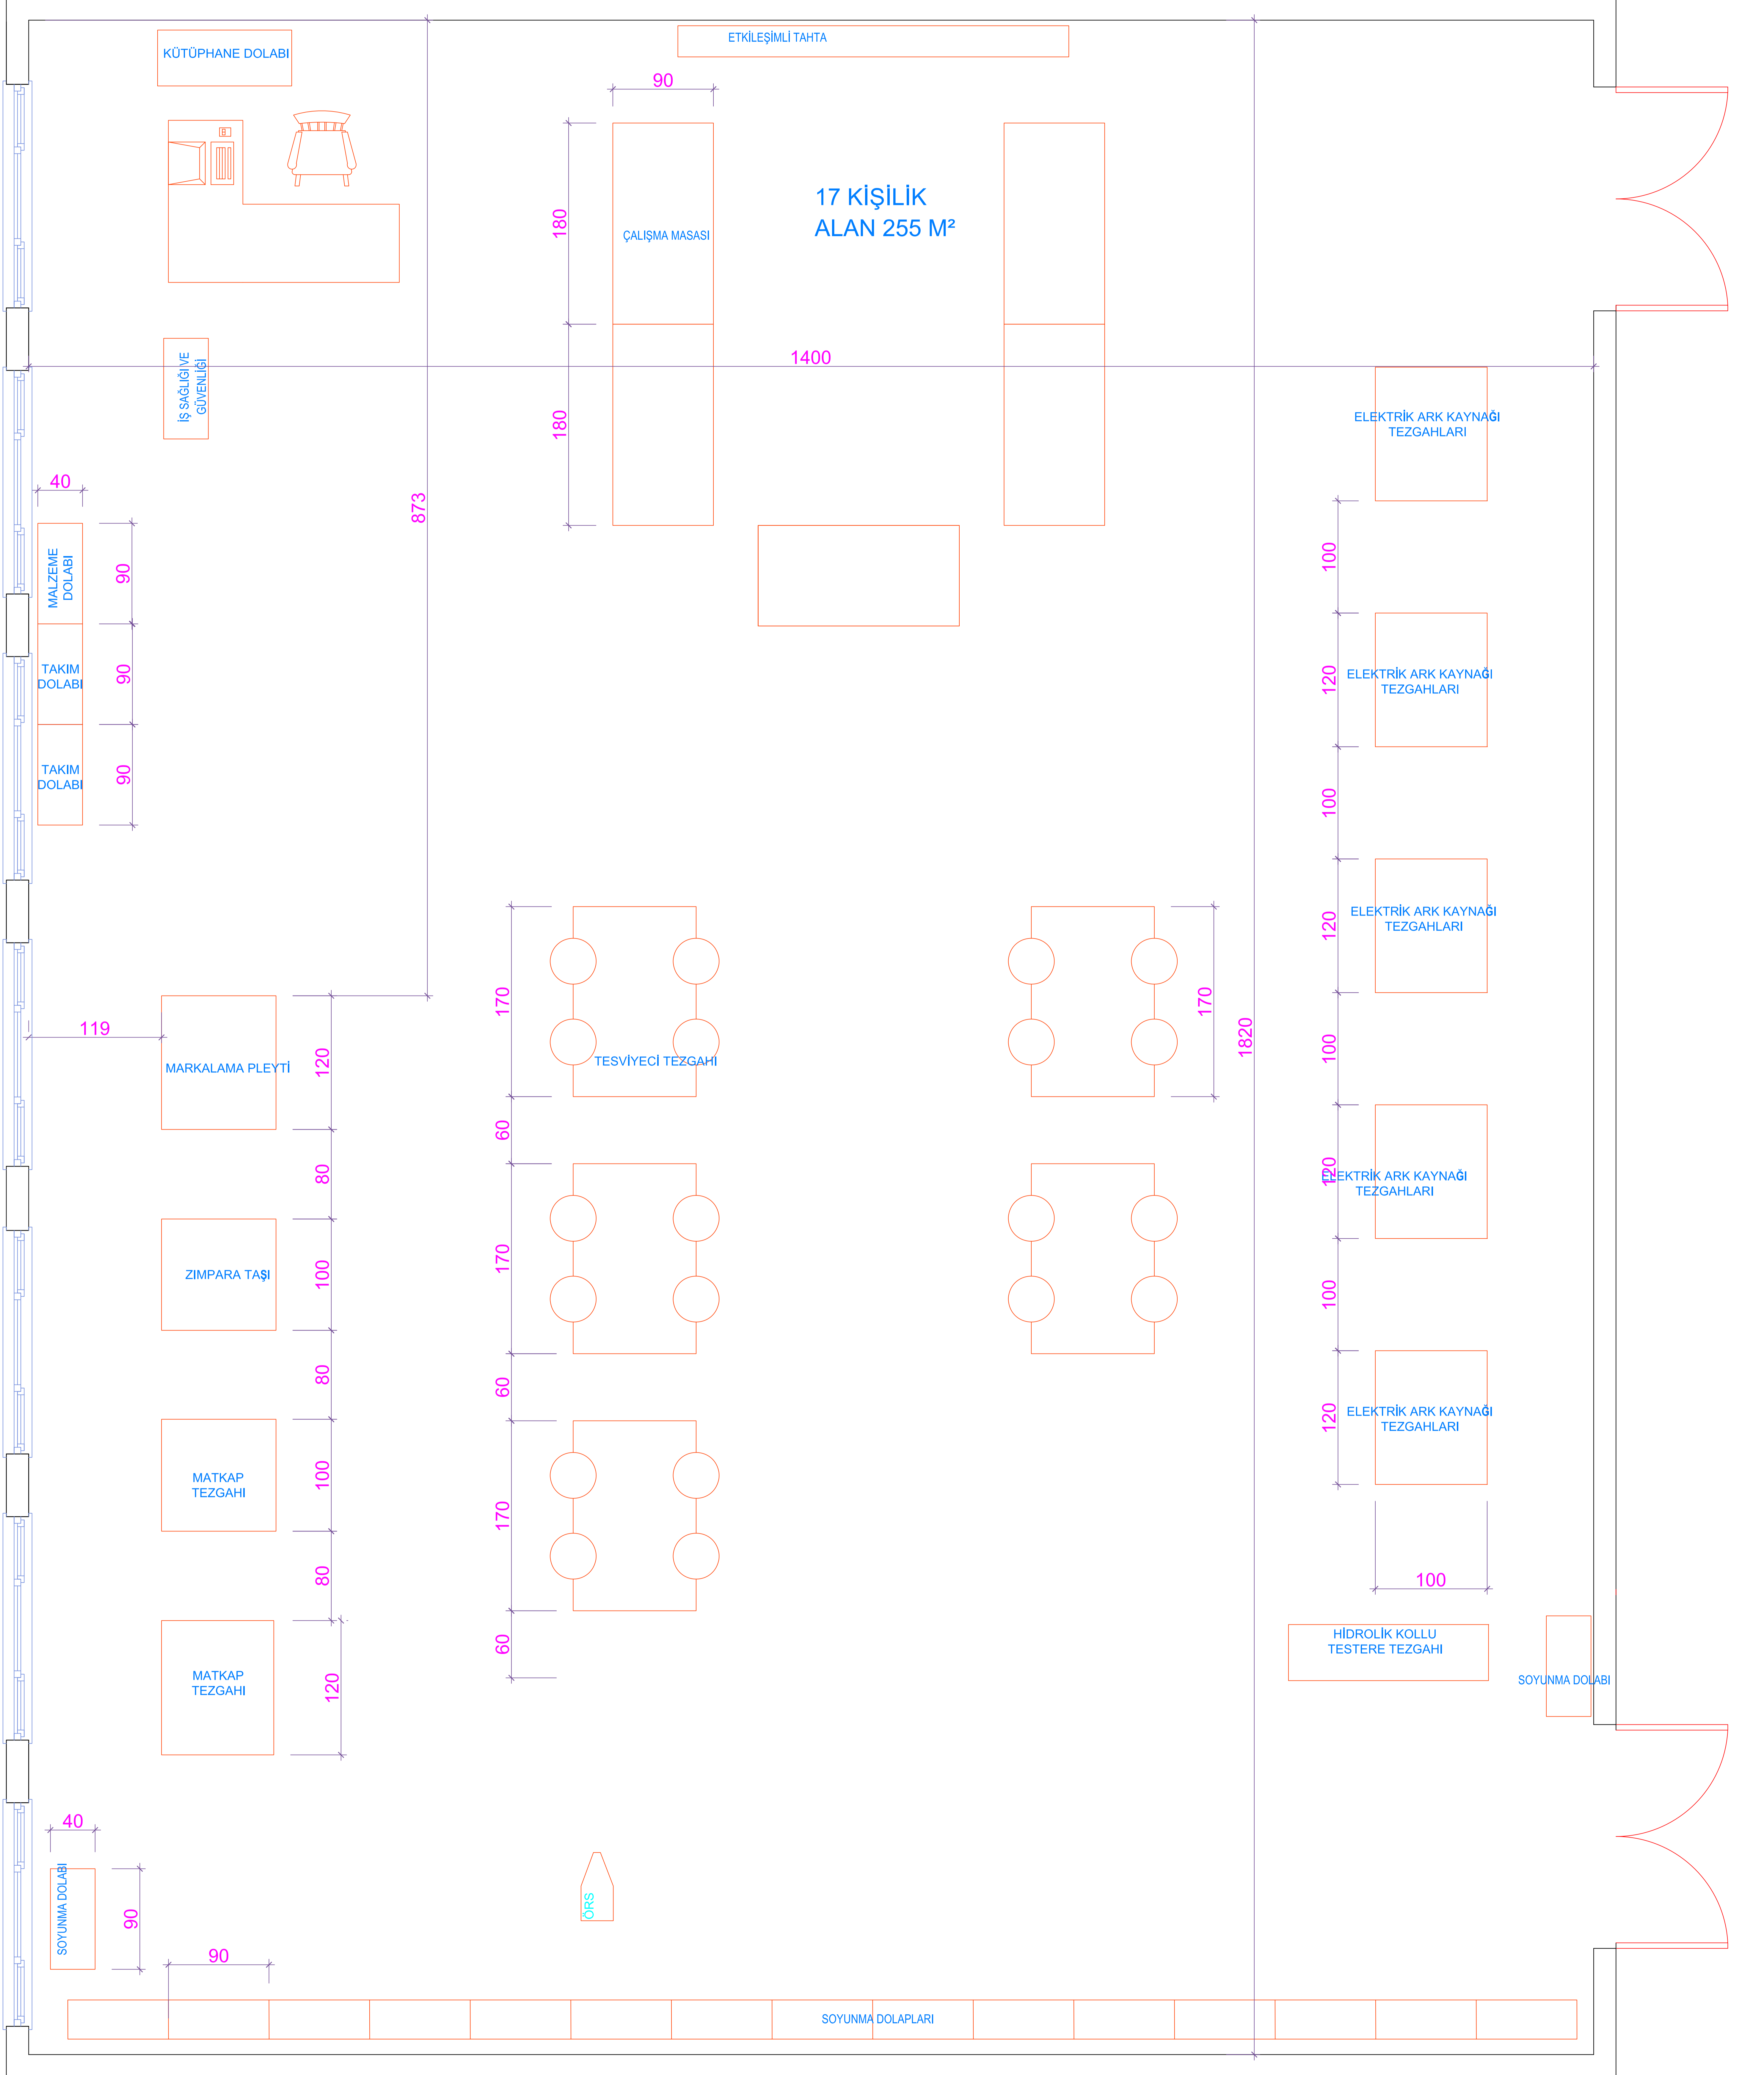 KÜTÜPHANE DOLABI
ETKİLEŞİMLİ TAHTA
90
180
ÇALIŞMA MASASI
17 KİŞİLİK
ALAN 255 M²
1400
İŞ SAĞLIĞI VE
GÜVENLİĞİ
180
ELEKTRİK ARK KAYNAĞI
TEZGAHLARI
40
873
MALZEME
DOLABI
90
100
TAKIM
DOLABI
90
120
ELEKTRİK ARK KAYNAĞI
TEZGAHLARI
TAKIM
DOLABI
90
100
120
ELEKTRİK ARK KAYNAĞI
TEZGAHLARI
119
170
170
1820
100
MARKALAMA PLEYTİ
120
TESVİYECİ TEZGAHI
60
80
120
ELEKTRİK ARK KAYNAĞI
TEZGAHLARI
ZIMPARA TAŞI
100
170
100
80
60
120
ELEKTRİK ARK KAYNAĞI
TEZGAHLARI
MATKAP
TEZGAHI
100
170
80
100
60
HİDROLİK KOLLU
TESTERE TEZGAHI
MATKAP
TEZGAHI
120
SOYUNMA DOLABI
40
SOYUNMA DOLABI
90
ÖRS
90
SOYUNMA DOLAPLARI